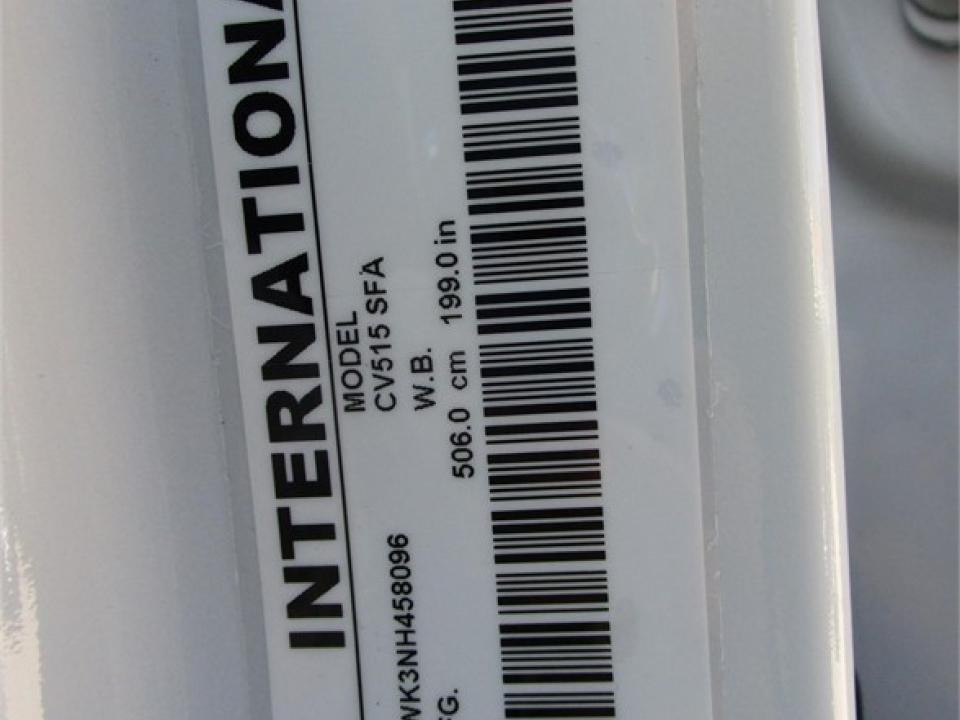 INTERNATIONA
MODEL
CV515 SFA
WK3NH458096
W.B.
FG.
506.0 cm 199.0 in